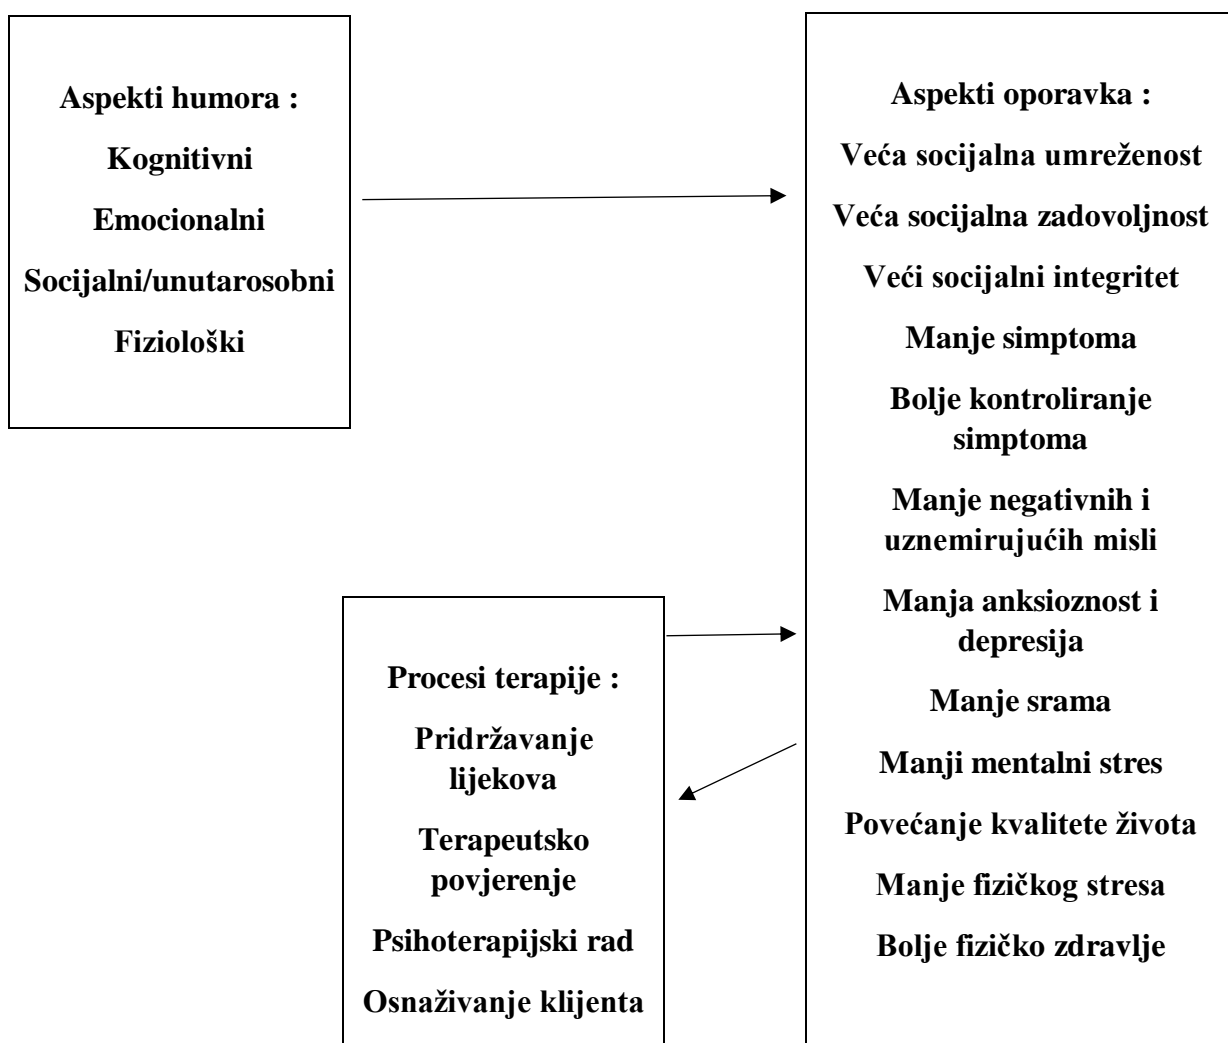 Aspekti humora :
Kognitivni
Emocionalni
Socijalni/unutarosobni
Fiziološki
Aspekti oporavka :
Veća socijalna umreženost
Veća socijalna zadovoljnost
Veći socijalni integritet
Manje simptoma
Bolje kontroliranje
simptoma
Manje negativnih i
uznemirujućih misli
Manja anksioznost i
depresija
Manje srama
Manji mentalni stres
Povećanje kvalitete života
Manje fizičkog stresa
Bolje fizičko zdravlje
Procesi terapije :
Pridržavanje
lijekova
Terapeutsko
povjerenje
Psihoterapijski rad
Osnaživanje klijenta